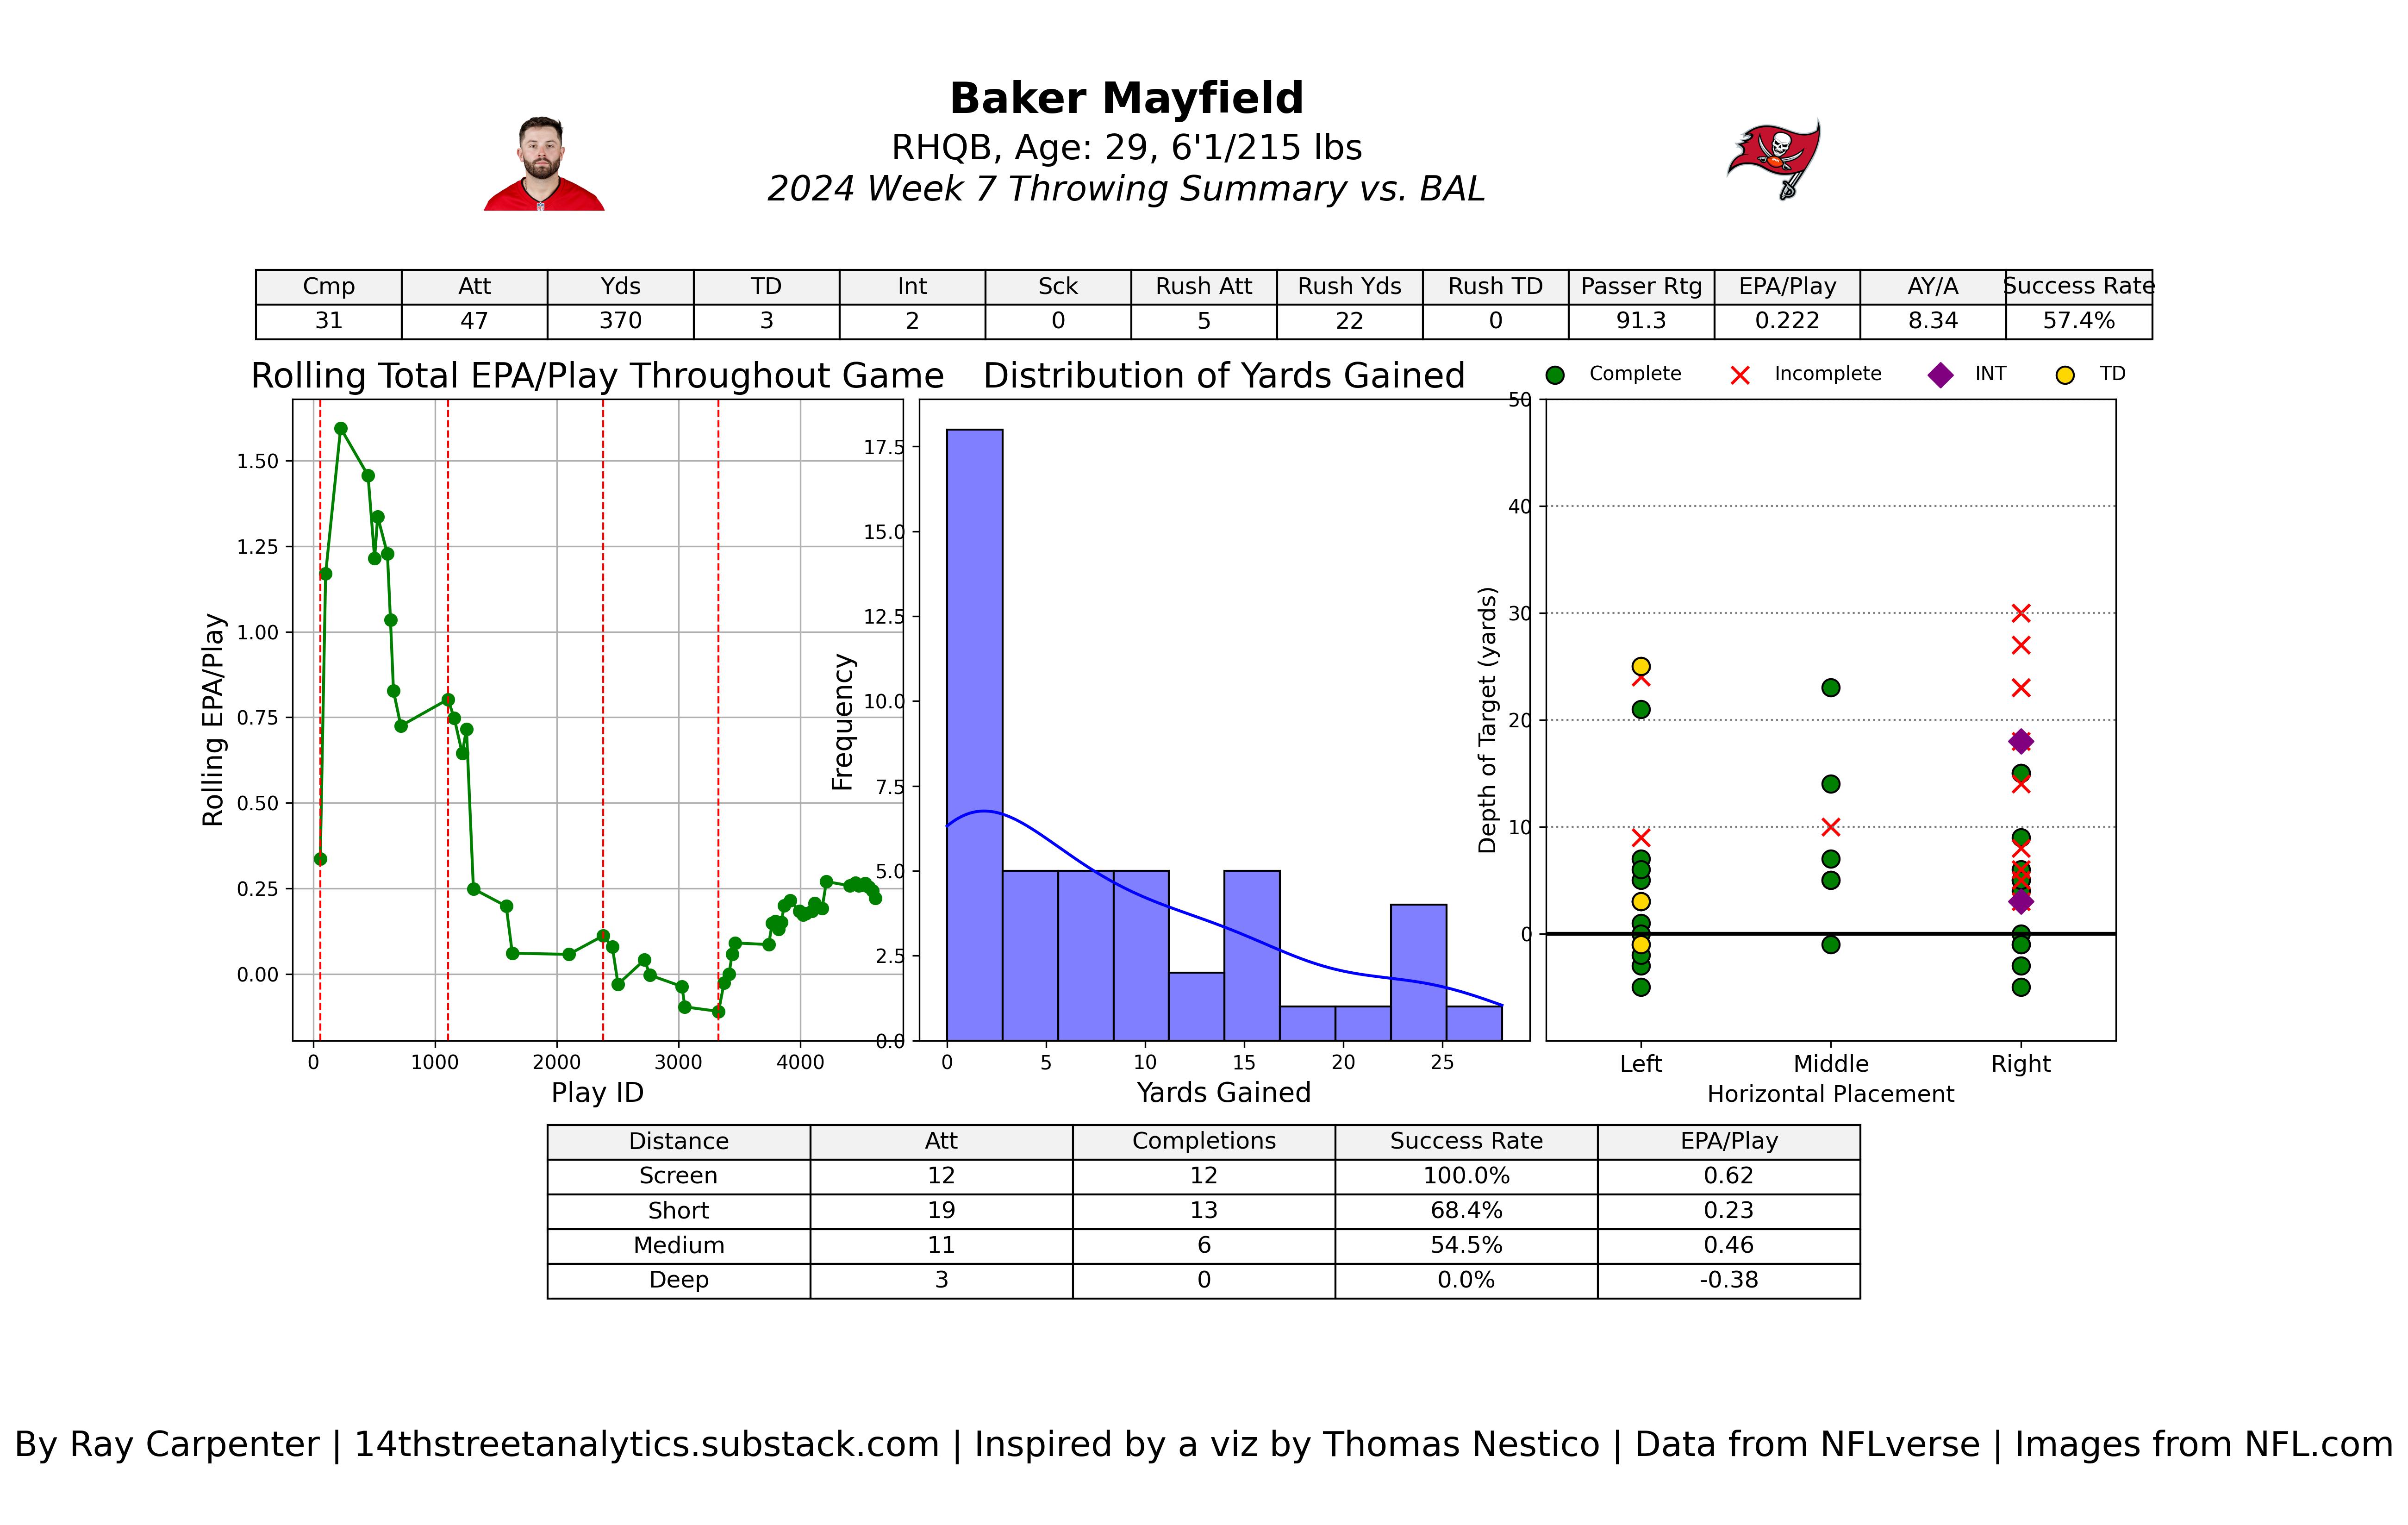 Baker Mayfield
RHQB, Age: 29, 6'1/215 lbs
2024 Week 7 Throwing Summary vs. BAL
Cmp Att Yds TD Int Sck Rush Att Rush Yds Rush TD Passer Rtg EPA/Play AY/A Success Rate
31 47 370 3 2 0 5 22 0 91.3 0.222 8.34 57.4%
Rolling Total EPA/Play Throughout Game
Rolling EPA/Play
1.50
1.25
1.00
0.75
0.50
0.25
0.00
0 1000 2000 3000 4000
Play ID
Distribution of Yards Gained
Frequency
17.5
15.0
12.5
10.0
7.5
5.0
2.5
0.0
0 5 10 15 20 25
Yards Gained
Complete Incomplete INT TD
Depth of Target (yards)
50
40
30
20
10
0
Left Middle Right
Horizontal Placement
Distance Att Completions Success Rate EPA/Play
Screen 12 12 100.0% 0.62
Short 19 13 68.4% 0.23
Medium 11 6 54.5% 0.46
Deep 3 0 0.0% -0.38
By Ray Carpenter | 14thstreetanalytics.substack.com | Inspired by a viz by Thomas Nestico | Data from NFLverse | Images from NFL.com